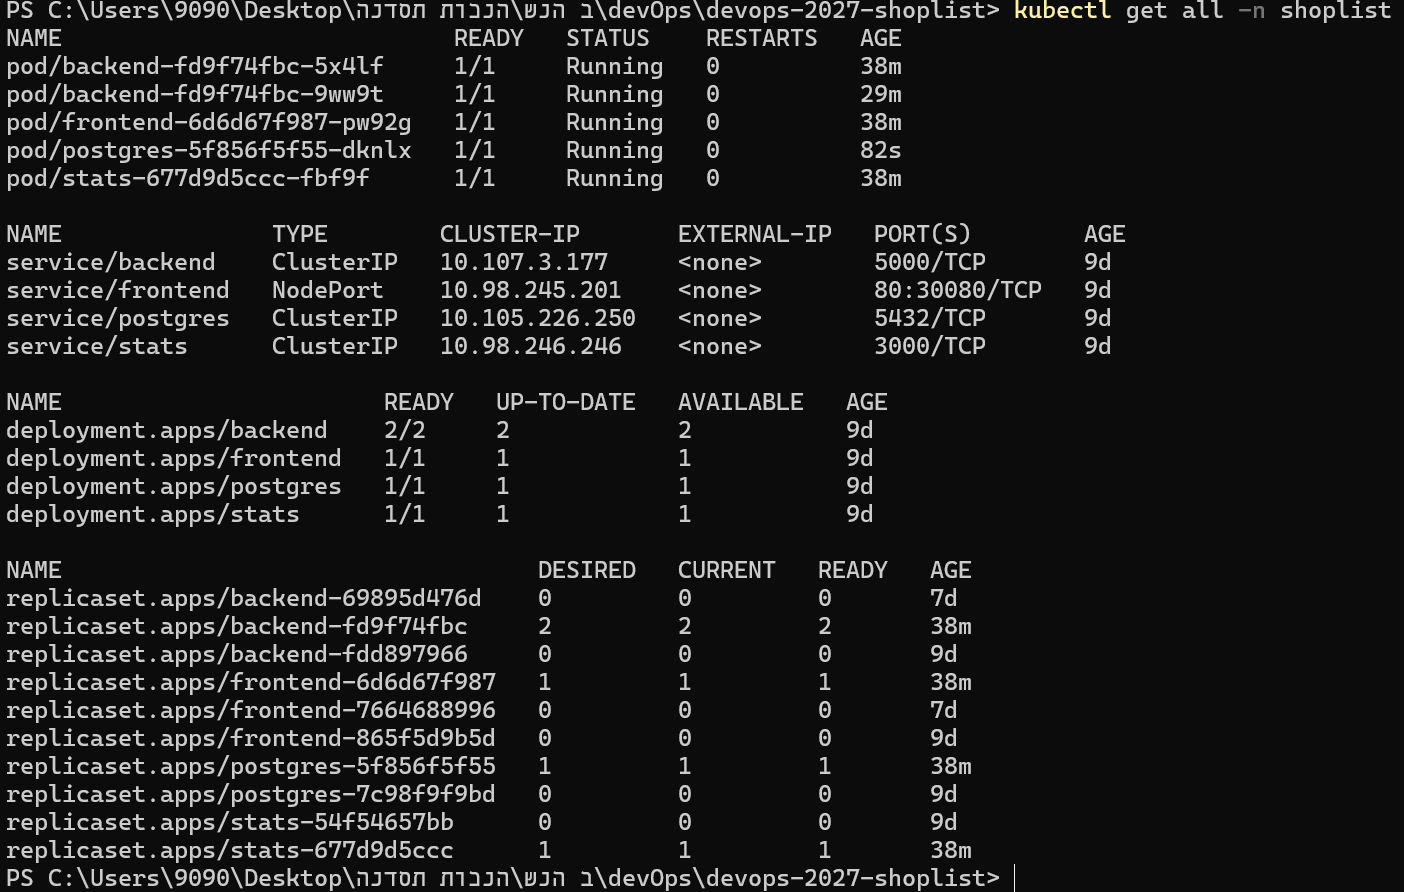 PS C:\Users\9090\Desktop\הנדסת תוכנה\שנה ב\devOps\devops-2027-shoplist> kubectl get all -n shoplist
NAME READY STATUS RESTARTS AGE
pod/backend-fd9f74fbc-5x4lf 1/1 Running 0 38m
pod/backend-fd9f74fbc-9ww9t 1/1 Running 0 29m
pod/frontend-6d6d67f987-pw92g 1/1 Running 0 38m
pod/postgres-5f856f5f55-dknlx 1/1 Running 0 82s
pod/stats-677d9d5ccc-fbf9f 1/1 Running 0 38m
NAME TYPE CLUSTER-IP EXTERNAL-IP PORT(S) AGE
service/backend ClusterIP 10.107.3.177 <none> 5000/TCP 9d
service/frontend NodePort 10.98.245.201 <none> 80:30080/TCP 9d
service/postgres ClusterIP 10.105.226.250 <none> 5432/TCP 9d
service/stats ClusterIP 10.98.246.246 <none> 3000/TCP 9d
NAME READY UP-TO-DATE AVAILABLE AGE
deployment.apps/backend 2/2 2 2 9d
deployment.apps/frontend 1/1 1 1 9d
deployment.apps/postgres 1/1 1 1 9d
deployment.apps/stats 1/1 1 1 9d
NAME DESIRED CURRENT READY AGE
replicaset.apps/backend-69895d476d 0 0 0 7d
replicaset.apps/backend-fd9f74fbc 2 2 2 38m
replicaset.apps/backend-fdd897966 0 0 0 9d
replicaset.apps/frontend-6d6d67f987 1 1 1 38m
replicaset.apps/frontend-7664688996 0 0 0 7d
replicaset.apps/frontend-865f5d9b5d 0 0 0 9d
replicaset.apps/postgres-5f856f5f55 1 1 1 38m
replicaset.apps/postgres-7c98f9f9bd 0 0 0 9d
replicaset.apps/stats-54f54657bb 0 0 0 9d
replicaset.apps/stats-677d9d5ccc 1 1 1 38m
PS C:\Users\9090\Desktop\הנדסת תוכנה\שנה ב\devOps\devops-2027-shoplist>